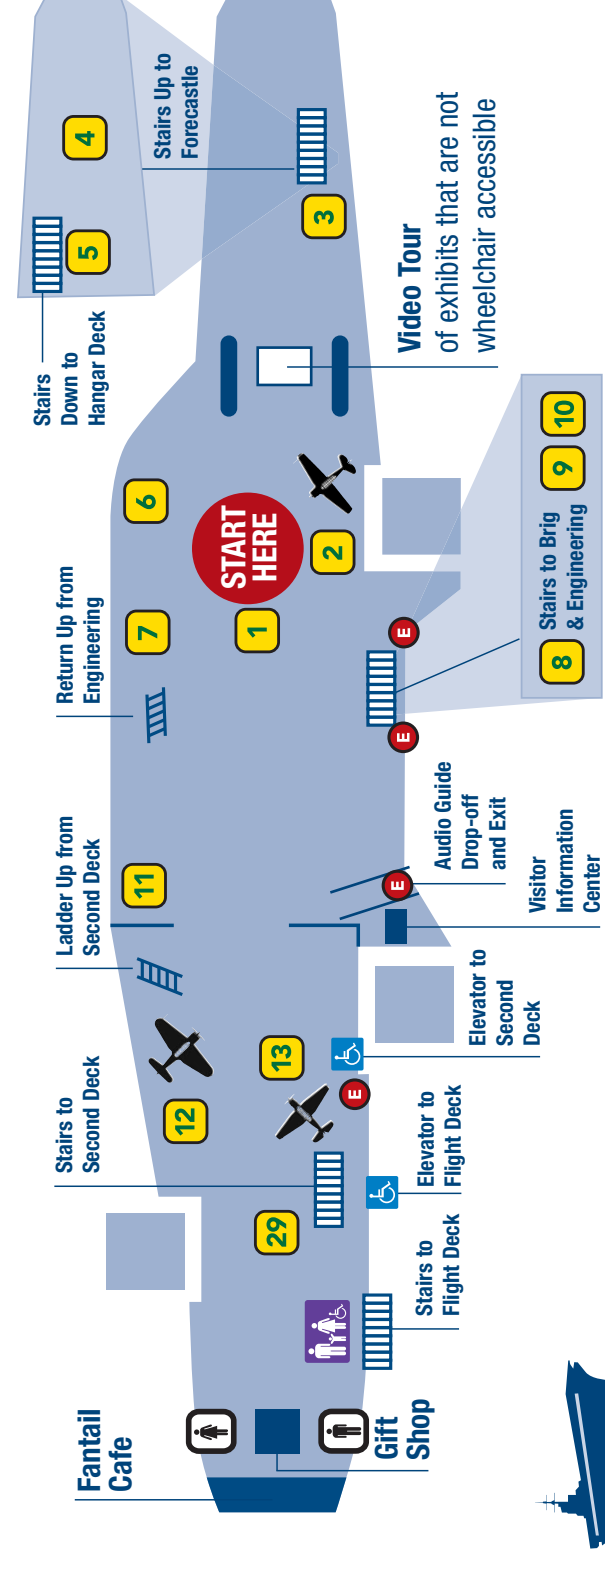 4
Stairs Up to
Forecastle
5
3
Stairs
Down to
Hangar Deck
Video Tour
of exhibits that are not
wheelchair accessible
6
START
HERE
2
10
9
Stairs to Brig
& Engineering
8
Return Up from
Engineering
7
1
E
E
Ladder Up from
Second Deck
11
E
Audio Guide
Drop-off
and Exit
Visitor
Information
Center
Stairs to
Second Deck
12
13
E
Elevator to
Second
Deck
Elevator to
Flight Deck
29
Stairs to
Flight Deck
Fantail
Cafe
Gift
Shop